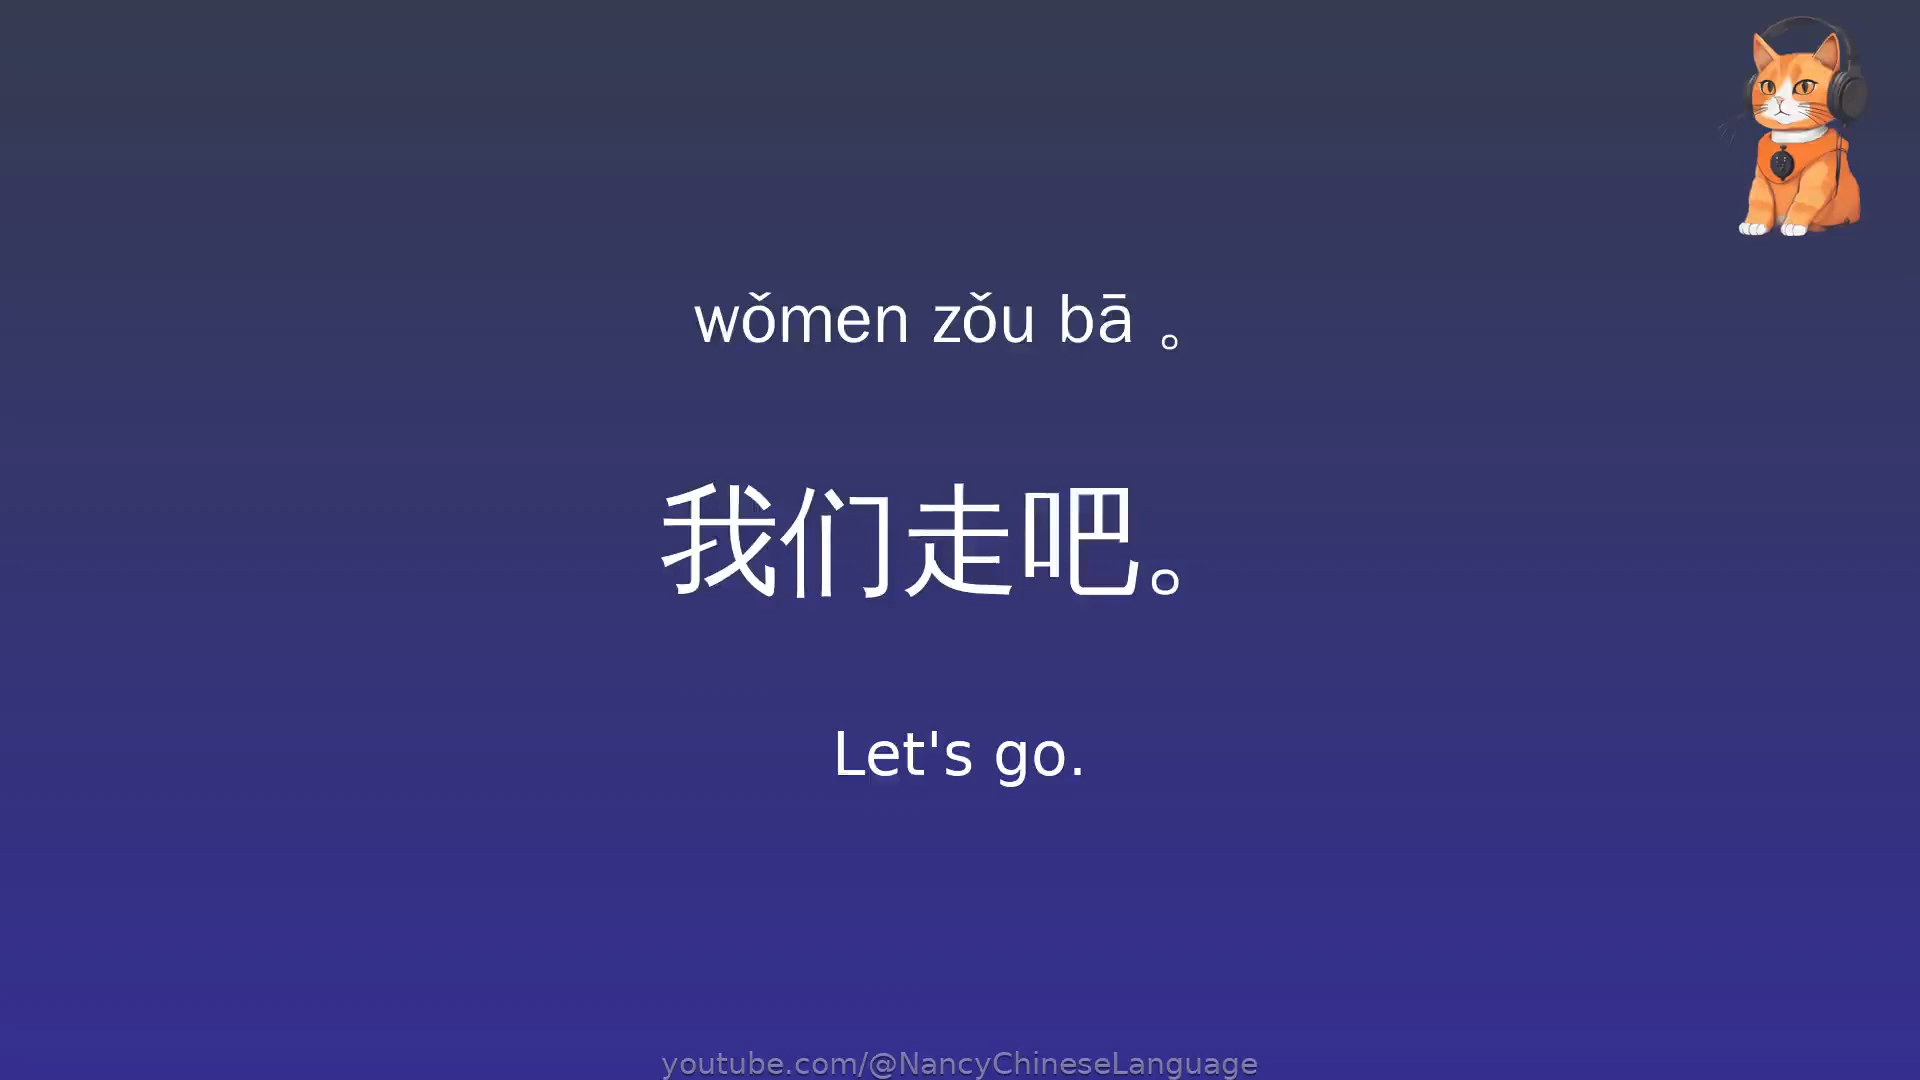 wǒmen zǒu bā 。
我们走吧。
Let's go.
youtube.com/@NancyChineseLanguage